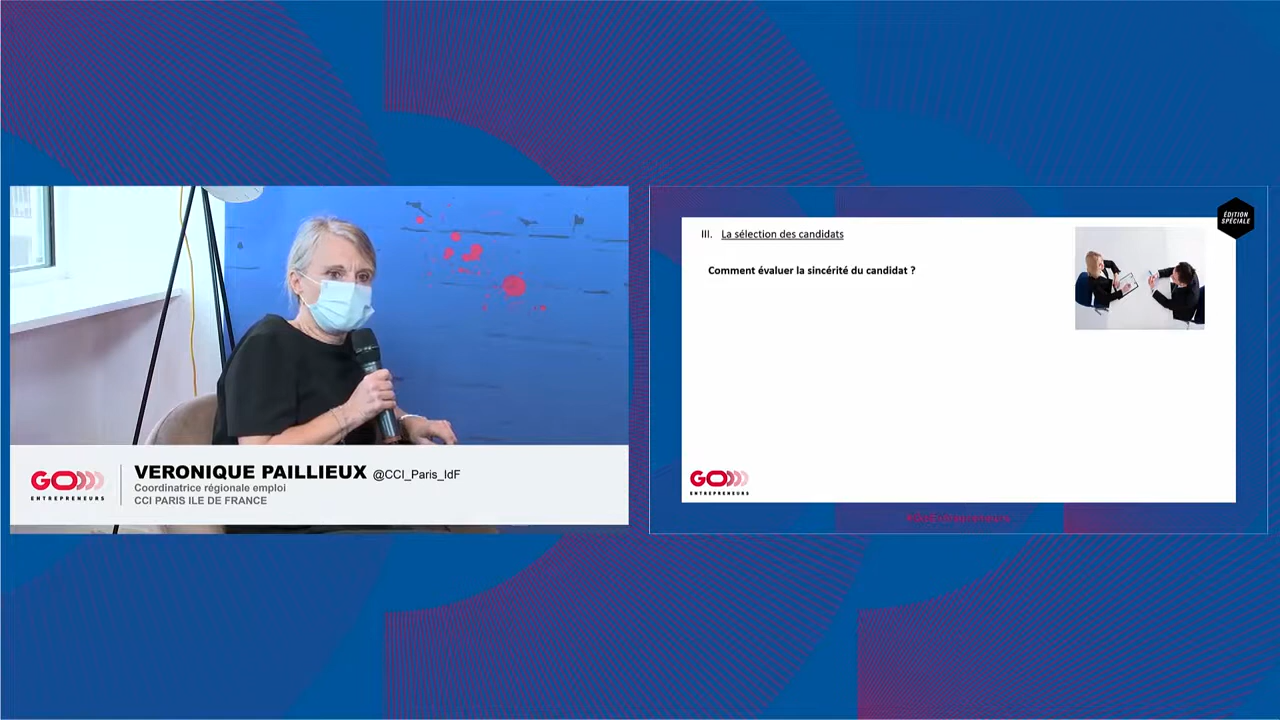 GO
ENTREPRENEURS
VERONIQUE PAILLIEUX @CCI_Paris_IdF
Coordinatrice régionale emploi
CCI PARIS ILE DE FRANCE
ÉDITION
SPÉCIALE
III. La sélection des candidats
Comment évaluer la sincérité du candidat ?
GO
ENTREPRENEURS